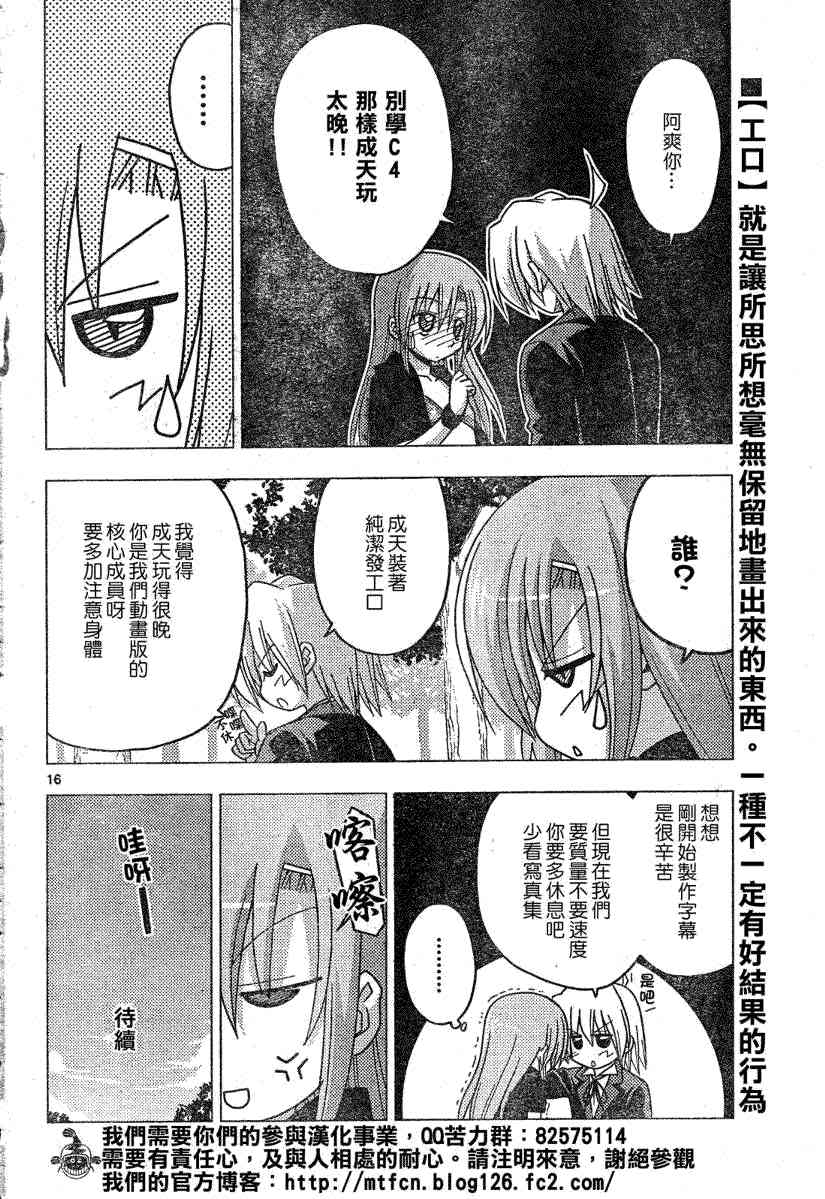 ■【工口】就是讓所思所想毫無保留地畫出來的東西。一種不一定有好結果的行為
阿爽你…
別學C4
那樣成天玩
太晚!!
……
誰?
成天裝著
純潔發工口
我覺得
成天玩得很晚
你是我們動畫版的
核心成員呀
要多加注意身體
喋喋
不休
16
想想
剛開始製作字幕
是很辛苦
但現在我們
要質量不要速度
你要多休息吧
少看寫真集
是吧
……
喀嚓
哇呀——
待續
我們需要你們的參與漢化事業，QQ苦力群：82575114
需要有責任心，及與人相處的耐心。請注明來意，謝絕參觀
我們的官方博客：http://mtfcn.blog126.fc2.com/